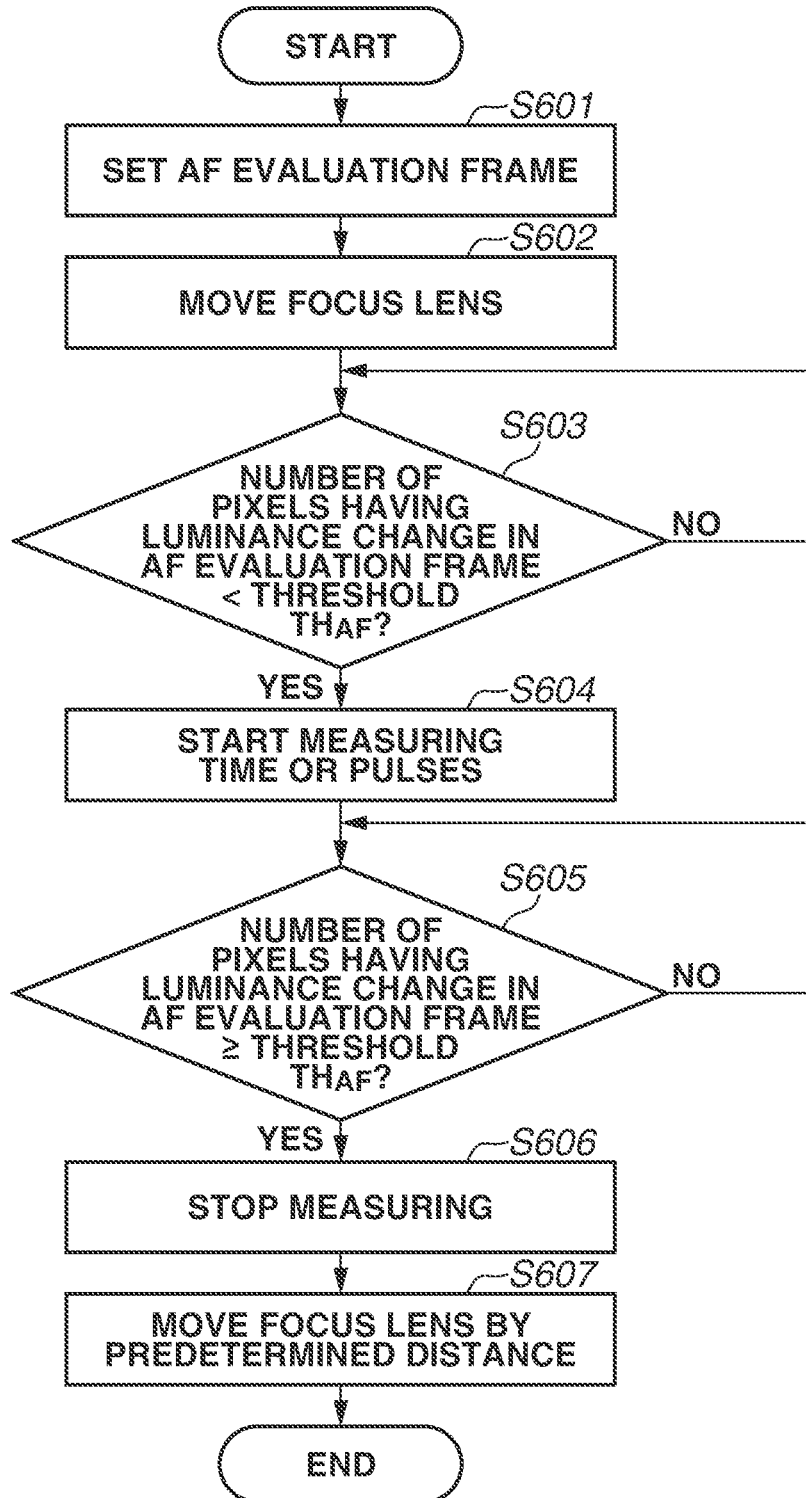 START
S601
SET AF EVALUATION FRAME
S602
MOVE FOCUS LENS
S603
NUMBER OF
PIXELS HAVING
LUMINANCE CHANGE IN
AF EVALUATION FRAME
< THRESHOLD
THAF?
NO
YES
S604
START MEASURING
TIME OR PULSES
S605
NUMBER OF
PIXELS HAVING
LUMINANCE CHANGE IN
AF EVALUATION FRAME
≥ THRESHOLD
THAF?
NO
YES
S606
STOP MEASURING
S607
MOVE FOCUS LENS BY
PREDETERMINED DISTANCE
END